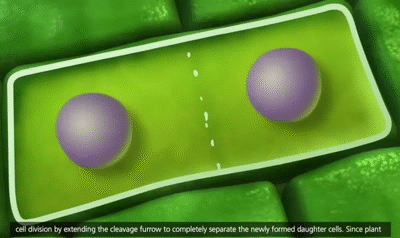 cell division by extending the cleavage furrow to completely separate the newly formed daughter cells. Since plant